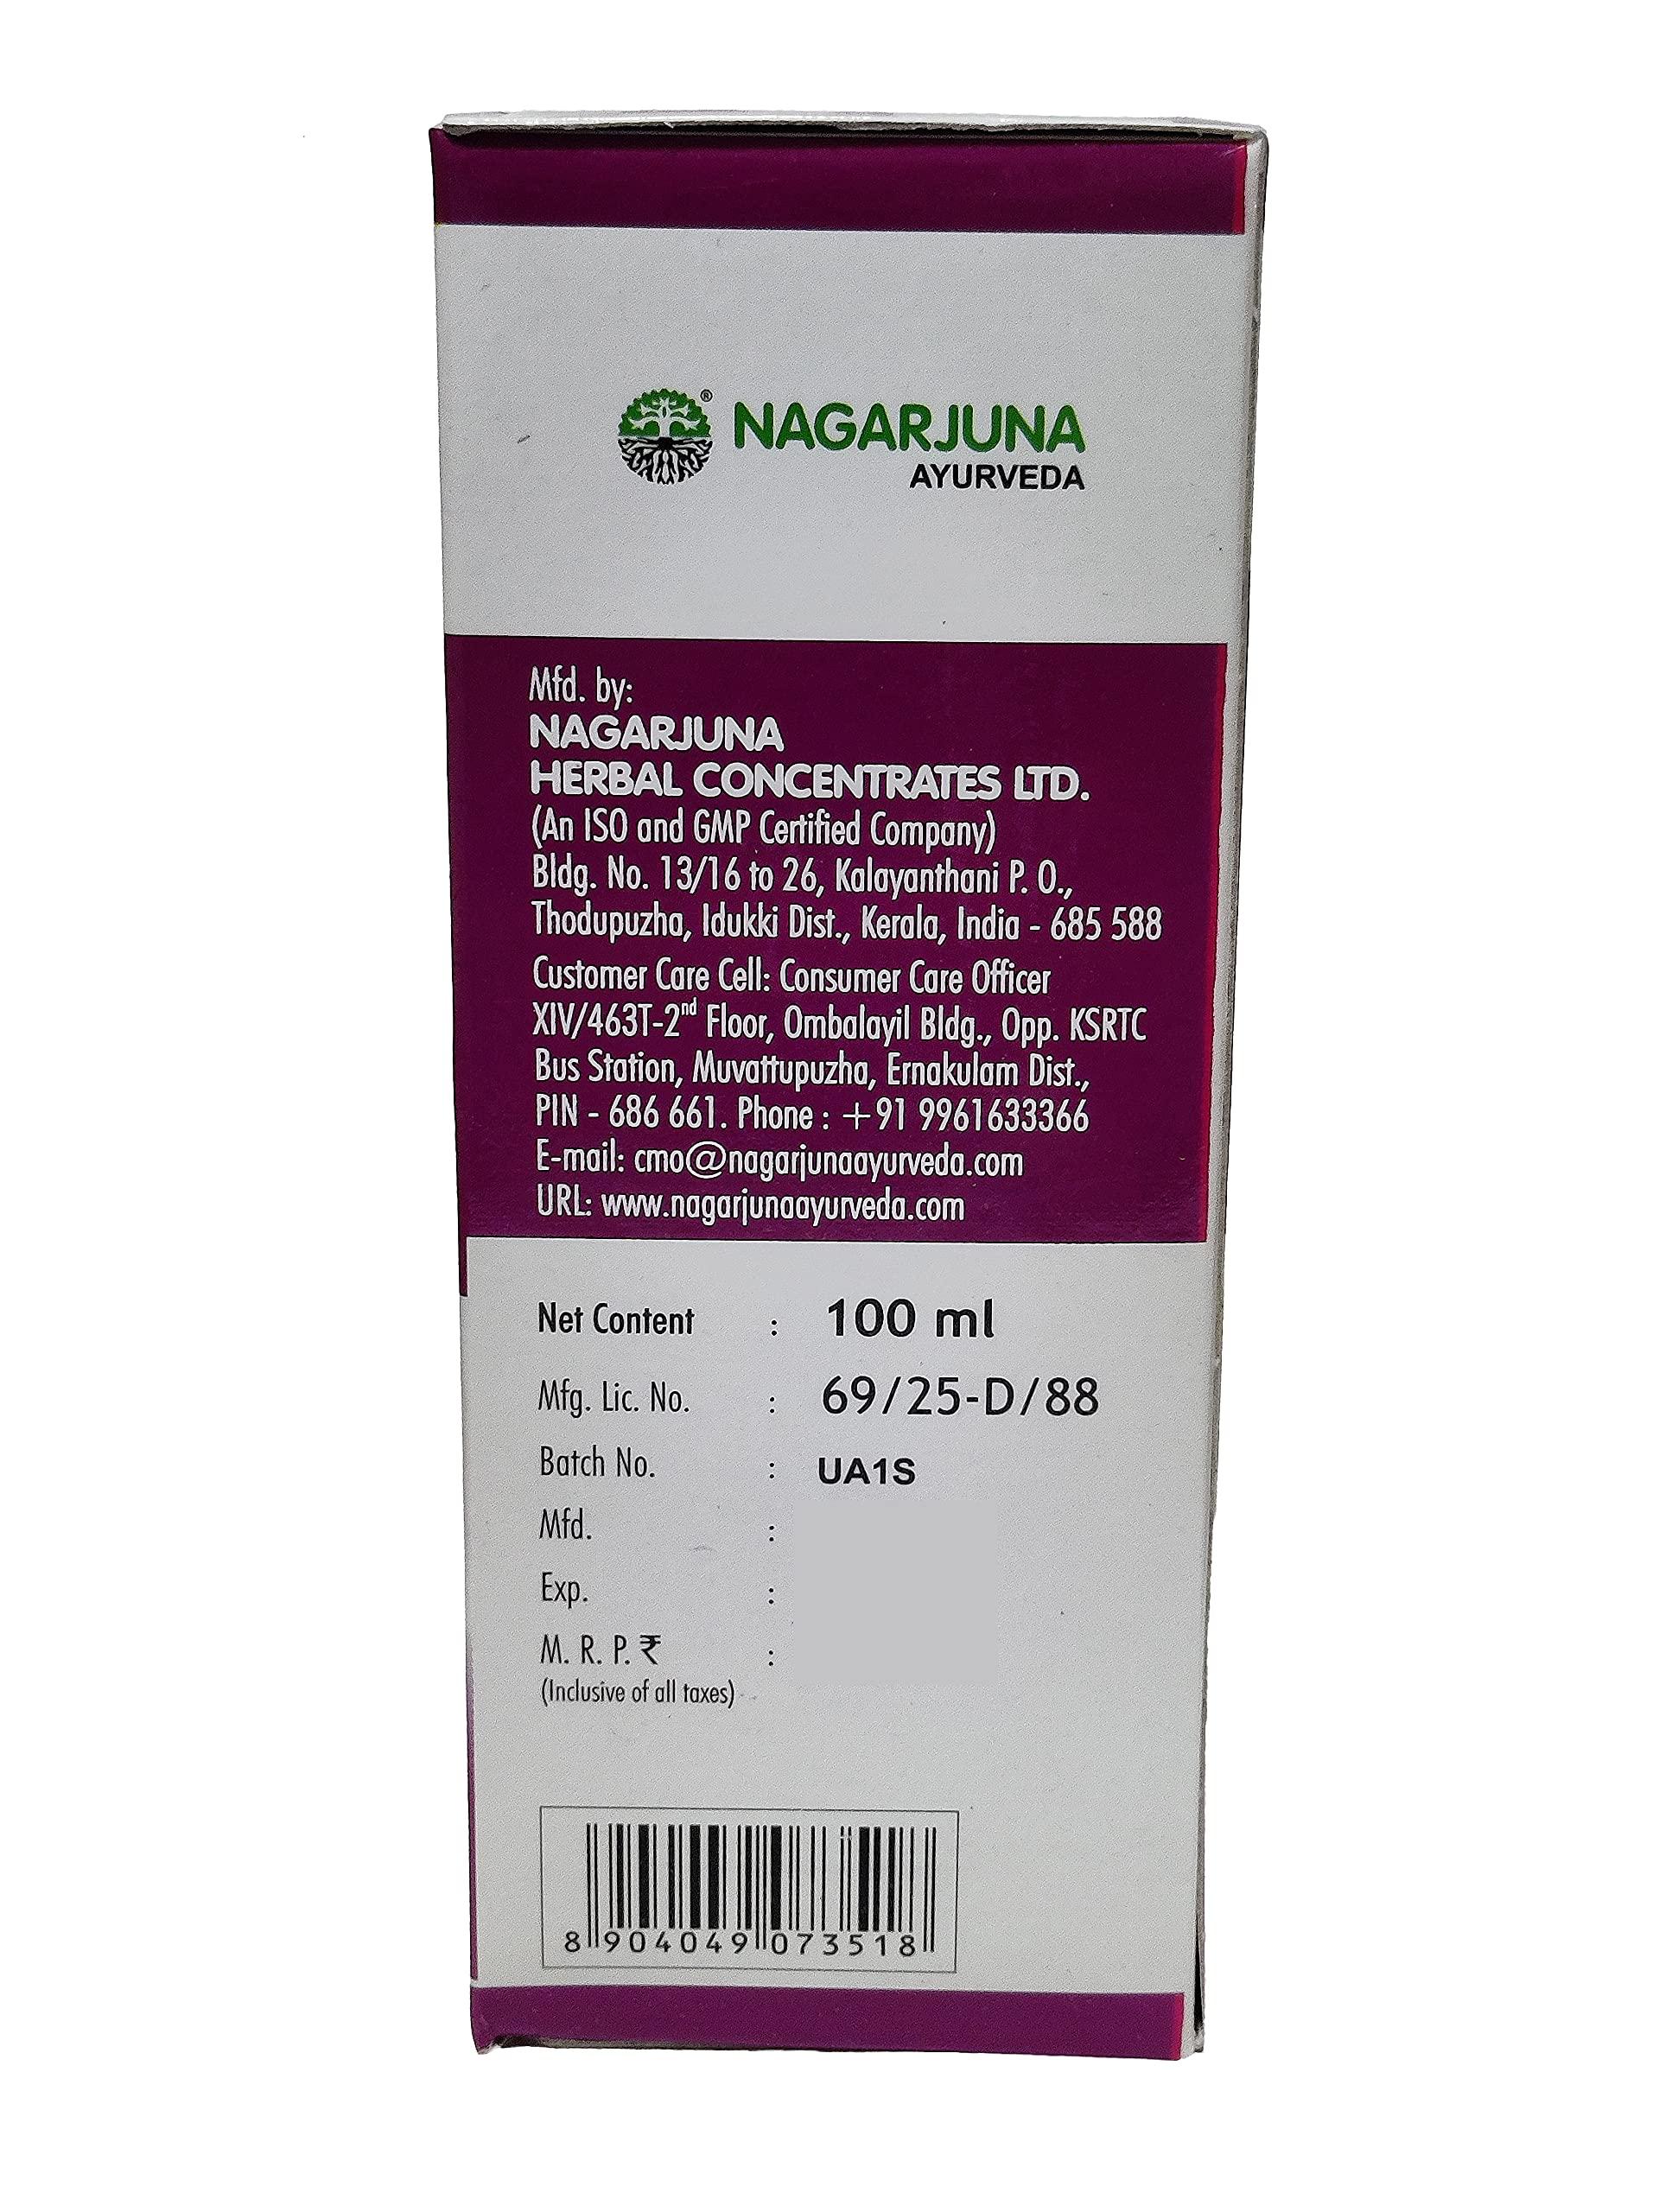 NAGARJUNA®
AYURVEDA
Mfd. by:
NAGARJUNA
HERBAL CONCENTRATES LTD.
(An ISO and GMP Certified Company)
Bldg. No. 13/16 to 26, Kalayanthani P. O.,
Thodupuzha, Idukki Dist., Kerala, India - 685 588
Customer Care Cell: Consumer Care Officer
XIV/463T-2nd Floor, Ombalayil Bldg., Opp. KSRTC
Bus Station, Muvattupuzha, Ernakulam Dist.,
PIN - 686 661. Phone : +91 9961633366
E-mail: cmo@nagarjunaayurveda.com
URL: www.nagarjunaayurveda.com
Net Content : 100 ml
Mfg. Lic. No. : 69/25-D/88
Batch No. : UA1S
Mfd. :
Exp. :
M. R. P. ₹ :
(Inclusive of all taxes)
8 904049 073518